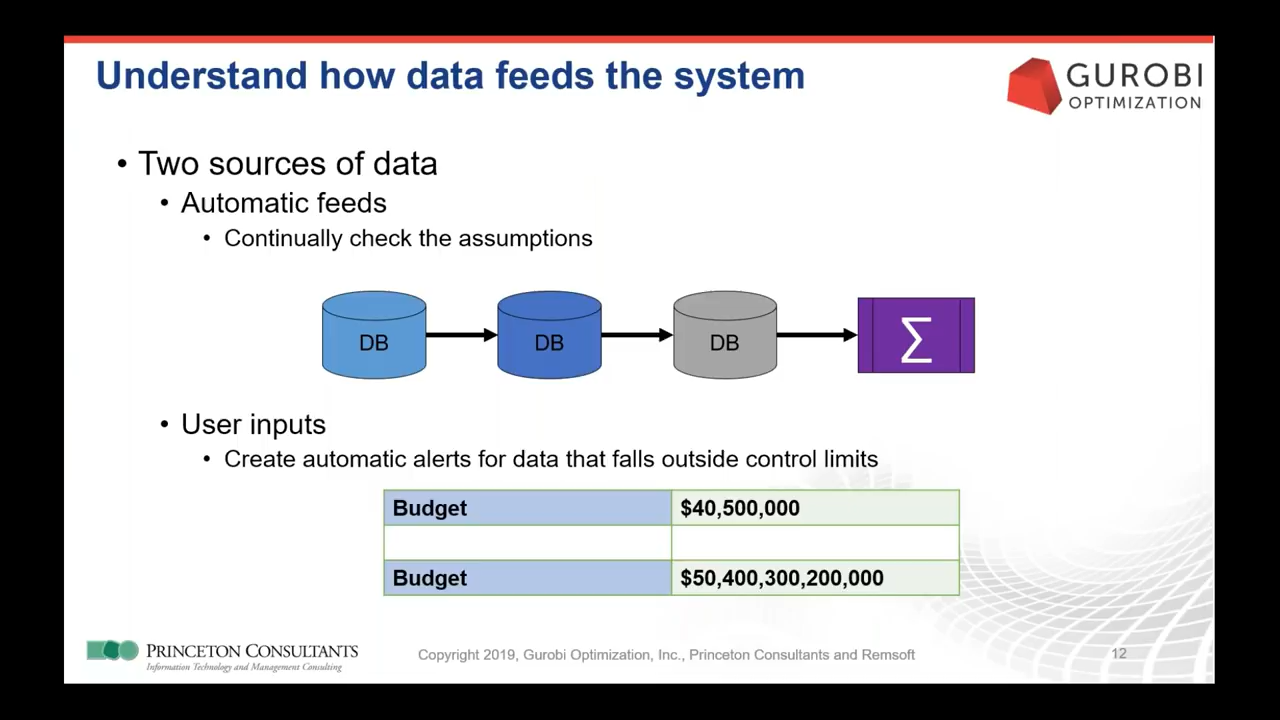 Understand how data feeds the system
GUROBI
OPTIMIZATION
• Two sources of data
• Automatic feeds
• Continually check the assumptions
DB DB DB Σ
• User inputs
• Create automatic alerts for data that falls outside control limits
Budget $40,500,000
Budget $50,400,300,200,000
PRINCETON CONSULTANTS
Information Technology and Management Consulting
Copyright 2019, Gurobi Optimization, Inc., Princeton Consultants and Remsoft
12